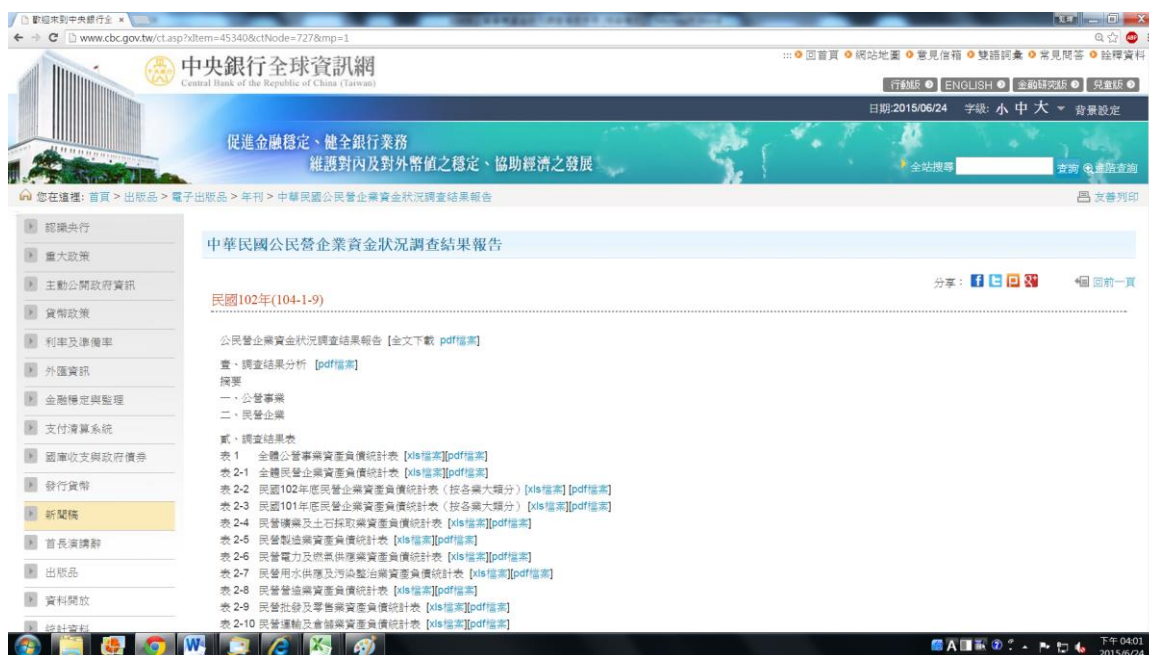 歡迎來到中央銀行全
www.cbc.gov.tw/ct.asp?xItem=45340&ctNode=727&mp=1
中央銀行全球資訊網
Central Bank of the Republic of China (Taiwan)
::: 回首頁 網站地圖 意見信箱 雙語詞彙 常見問答 詮釋資料
行動版 ENGLISH 金融研究版 兒童版
日期:2015/06/24 字級: 小 中 大 背景設定
促進金融穩定、健全銀行業務
維護對內及對外幣值之穩定、協助經濟之發展
全站搜尋 查詢 進階查詢
您在這裡: 首頁 > 出版品 > 電子出版品 > 年刊 > 中華民國公民營企業資金狀況調查結果報告
友善列印
認識央行
重大政策
主動公開政府資訊
貨幣政策
利率及準備率
外匯資訊
金融穩定與監理
支付清算系統
國庫收支與政府債券
發行貨幣
新聞稿
首長演講辭
出版品
資料開放
統計資料
中華民國公民營企業資金狀況調查結果報告
分享: 回前一頁
民國102年(104-1-9)
公民營企業資金狀況調查結果報告 [全文下載 pdf檔案]
壹、調查結果分析 [pdf檔案]
摘要
一、公營事業
二、民營企業
貳、調查結果表
表 1 全體公營事業資產負債統計表 [xls檔案][pdf檔案]
表 2-1 全體民營企業資產負債統計表 [xls檔案][pdf檔案]
表 2-2 民國102年底民營企業資產負債統計表（按各業大類分）[xls檔案] [pdf檔案]
表 2-3 民國101年底民營企業資產負債統計表（按各業大類分）[xls檔案][pdf檔案]
表 2-4 民營礦業及土石採取業資產負債統計表 [xls檔案][pdf檔案]
表 2-5 民營製造業資產負債統計表 [xls檔案][pdf檔案]
表 2-6 民營電力及燃氣供應業資產負債統計表 [xls檔案][pdf檔案]
表 2-7 民營用水供應及污染整治業資產負債統計表 [xls檔案][pdf檔案]
表 2-8 民營營造業資產負債統計表 [xls檔案][pdf檔案]
表 2-9 民營批發及零售業資產負債統計表 [xls檔案][pdf檔案]
表 2-10 民營運輸及倉儲業資產負債統計表 [xls檔案][pdf檔案]
下午 04:01
2015/6/24